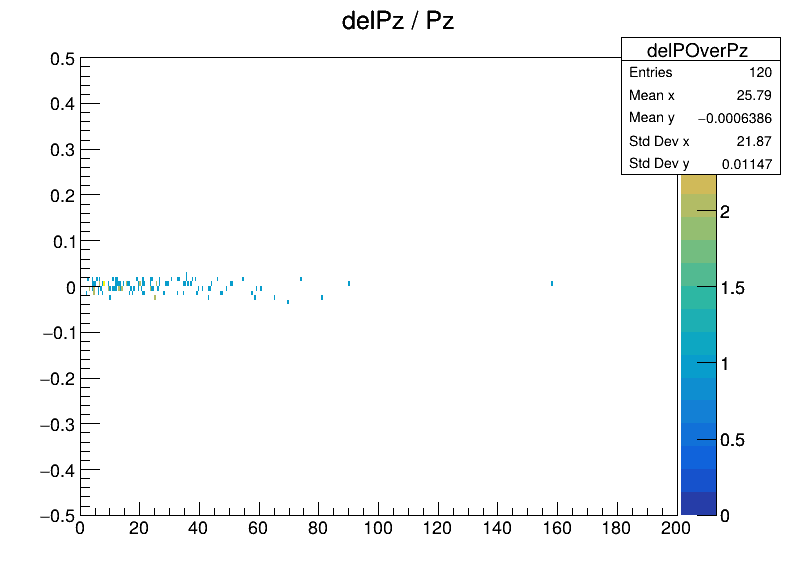 delPz / Pz
delPOverPz
Entries 120
Mean x 25.79
Mean y −0.0006386
Std Dev x 21.87
Std Dev y 0.01147
0.5
0.4
0.3
0.2
0.1
0
−0.1
−0.2
−0.3
−0.4
−0.5
0 20 40 60 80 100 120 140 160 180 200
2
1.5
1
0.5
0